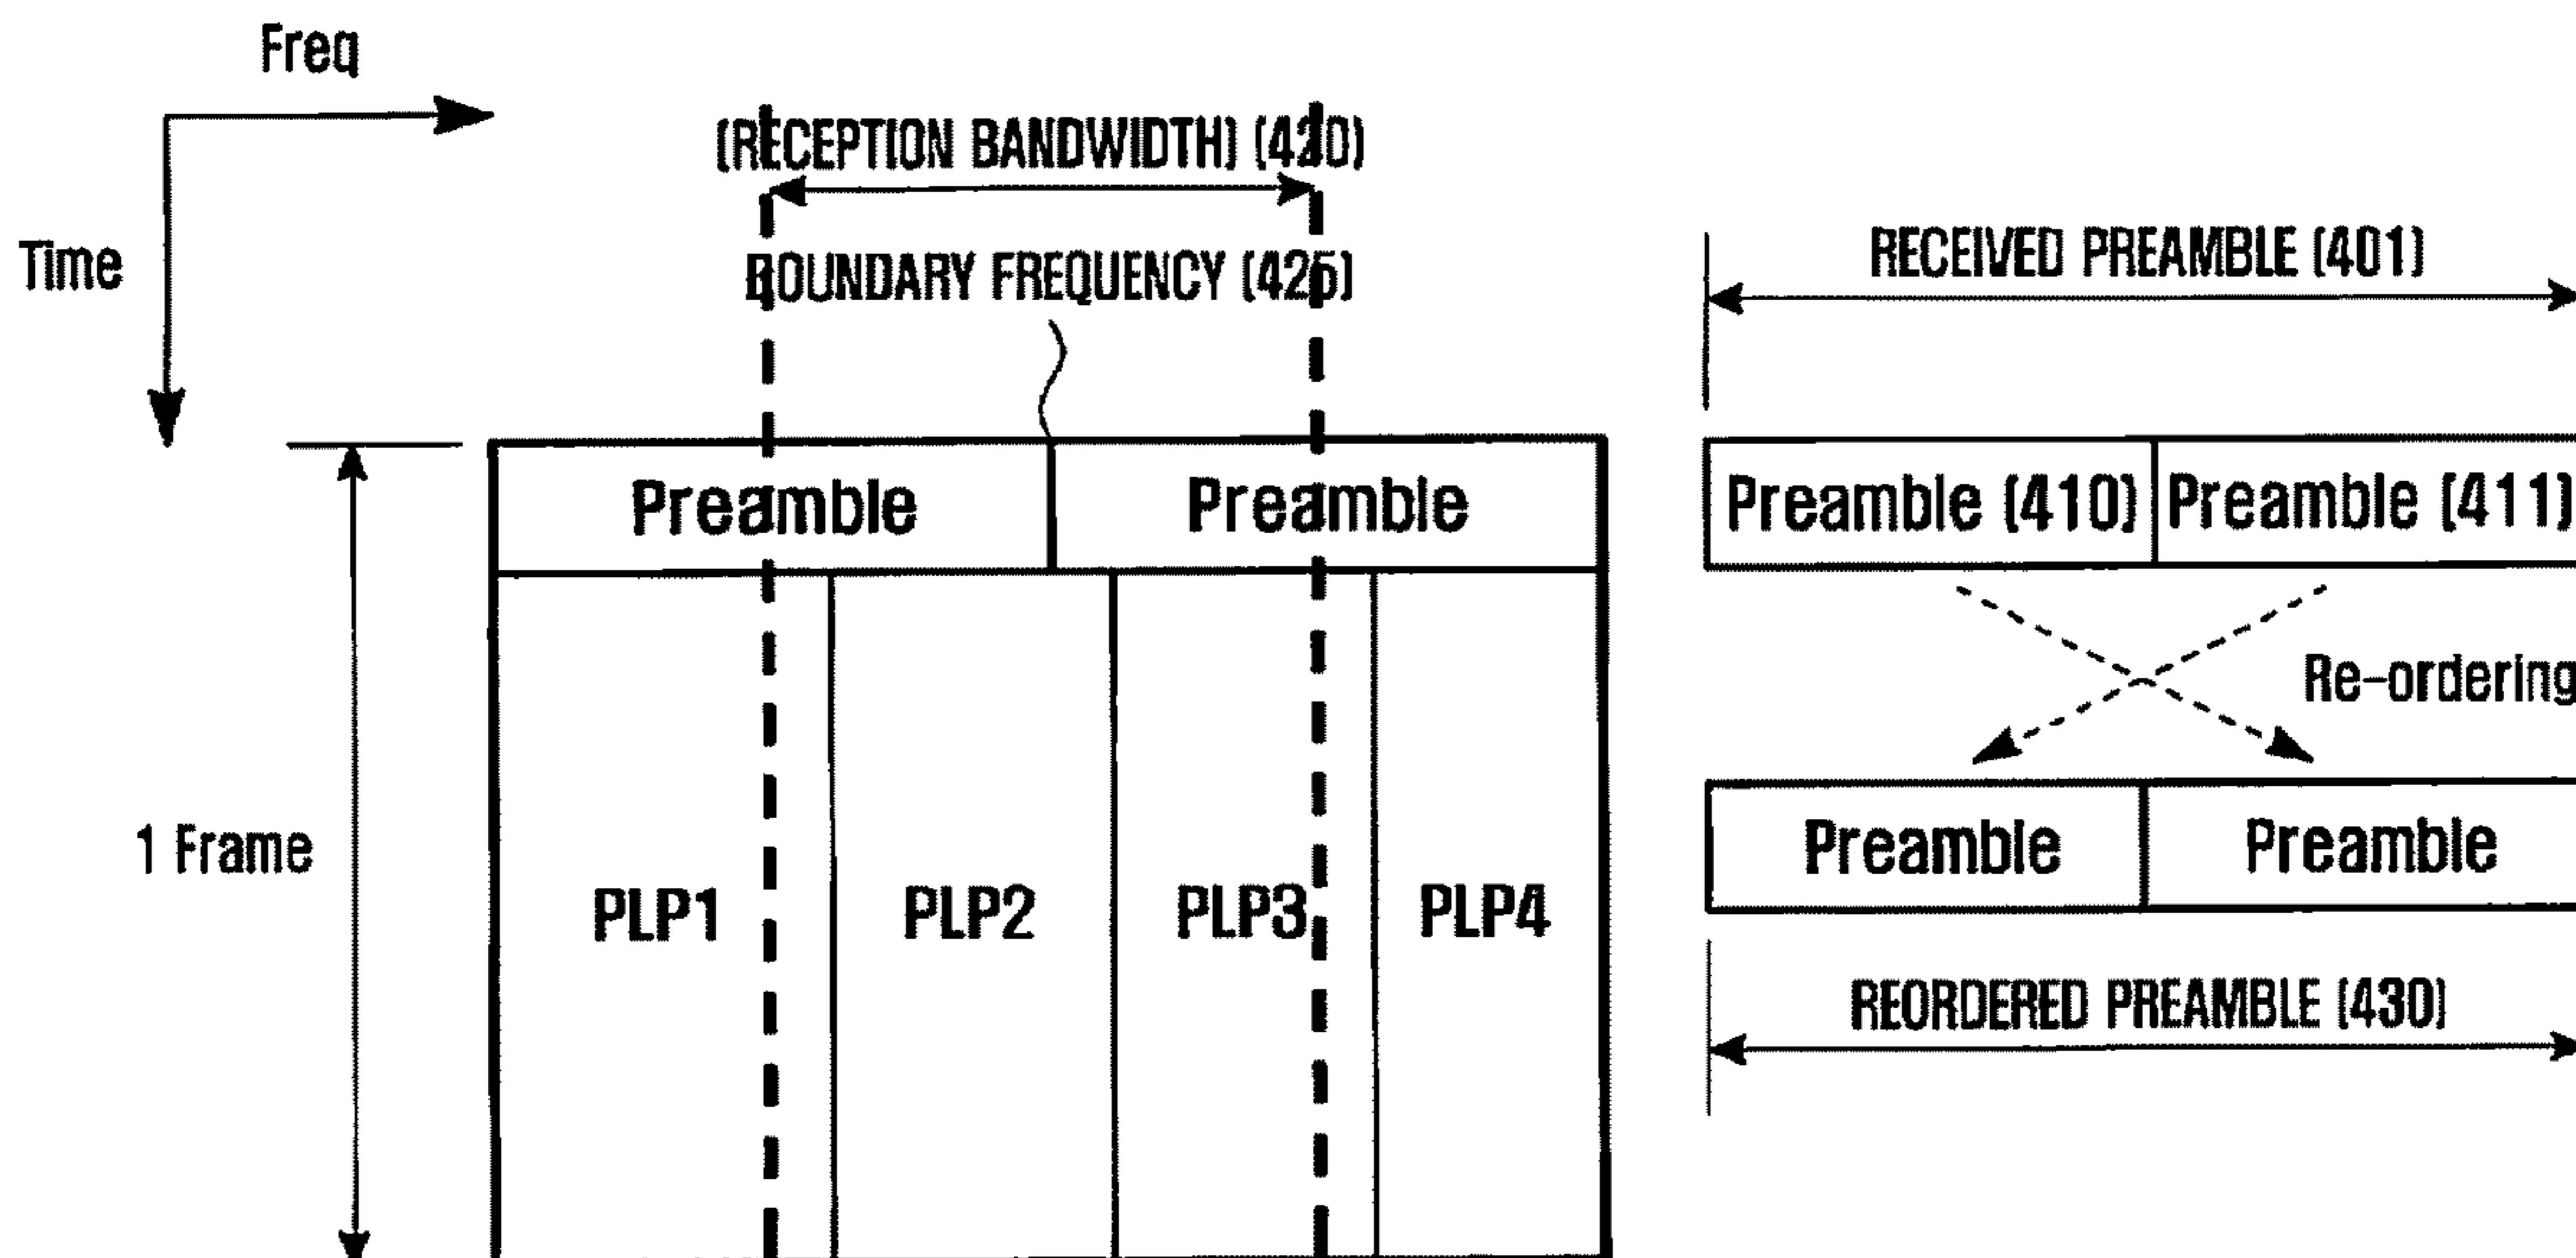 Freq
Time
(RECEPTION BANDWIDTH) (420)
BOUNDARY FREQUENCY (425)
RECEIVED PREAMBLE (401)
Preamble Preamble
Preamble (410) Preamble (411)
Re-ordering
1 Frame
PLP1 PLP2 PLP3 PLP4
Preamble Preamble
REORDERED PREAMBLE (430)